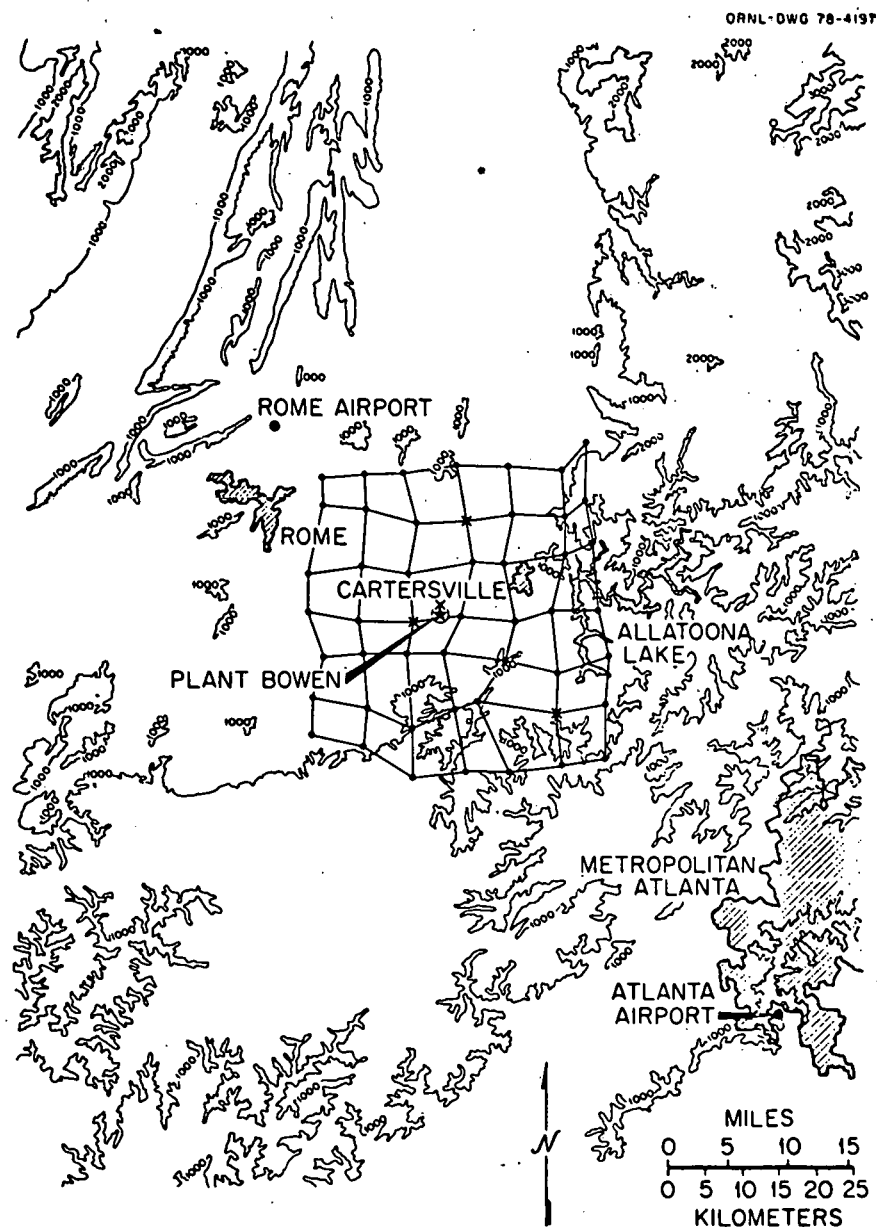 ORNL-DWG 78-4197
1000
2000
ROME AIRPORT
ROME
CARTERSVILLE
ALLATOONA
LAKE
PLANT BOWEN
METROPOLITAN
ATLANTA
ATLANTA
AIRPORT
N
MILES
0 5 10 15
0 5 10 15 20 25
KILOMETERS